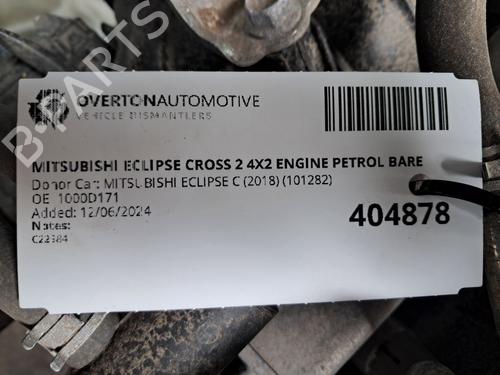 OVERTONAUTOMOTIVE
VEHICLE DISMANTLERS
MITSUBISHI ECLIPSE CROSS 2 4X2 ENGINE PETROL BARE
Donor Car: MITSUBISHI ECLIPSE C (2018) (101282)
OE: 1000D171
Added: 12/06/2024
Notes:
404878
B-PARTS